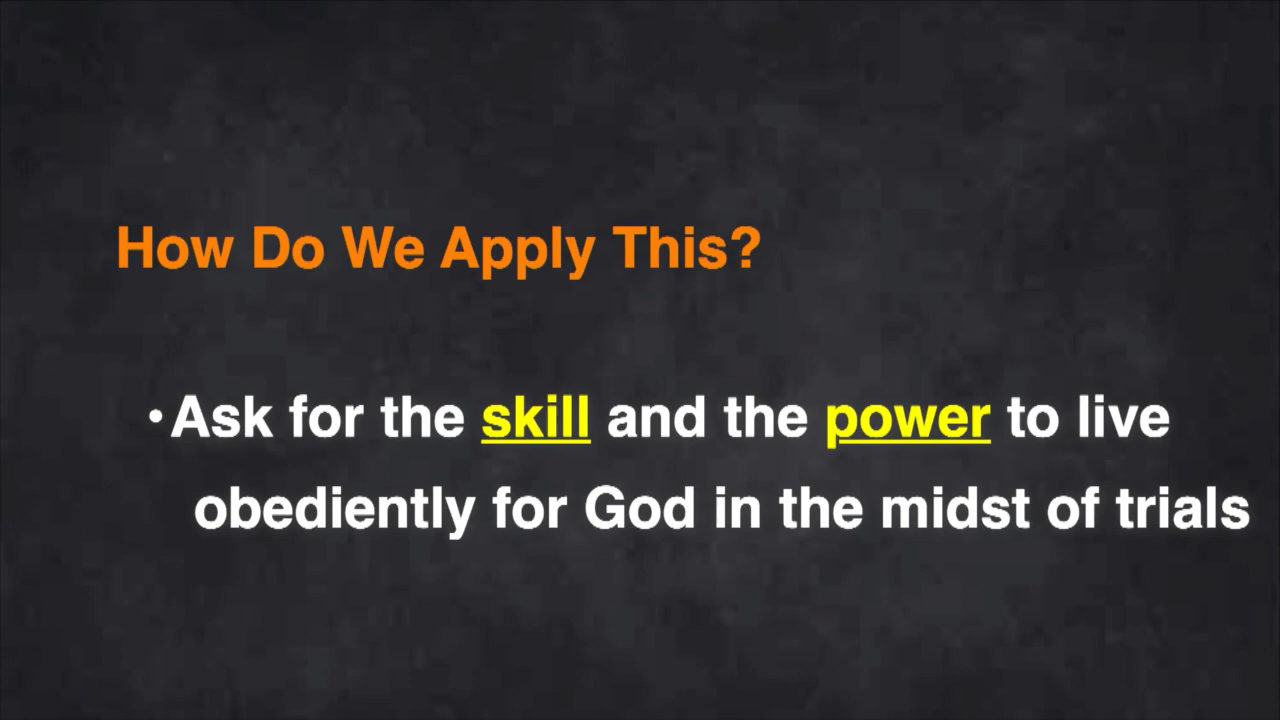 How Do We Apply This?
•Ask for the skill and the power to live
obediently for God in the midst of trials